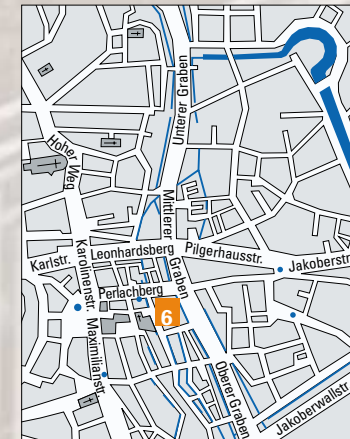 Unterer Graben
Hoher Weg
Mittlerer Graben
Karlstr.
Karolinenstr.
Leonhardsberg
Pilgerhausstr.
Jakoberstr
Perlachberg
6
Maximilianstr.
Oberer Graben
Jakoberwallstr